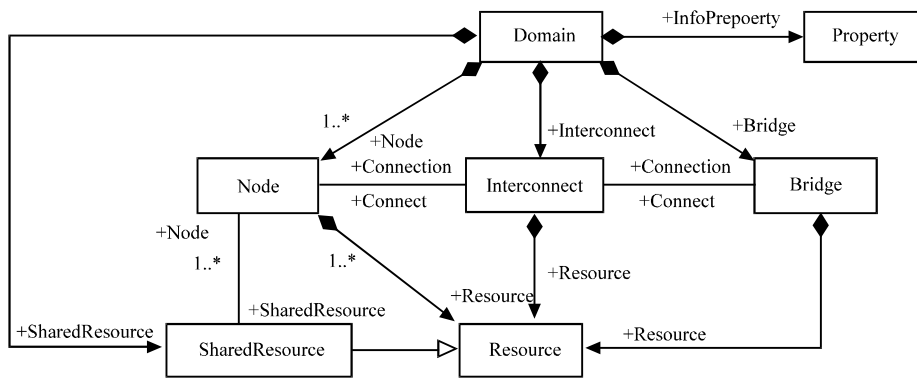 +InfoPrepoerty
Domain
Property
1..*
+Node
+Interconnect
+Bridge
Node
+Connection
+Connect
Interconnect
+Connection
+Connect
Bridge
+Node
1..*
1..*
+Resource
+Resource
+SharedResource
+SharedResource
+Resource
SharedResource
Resource